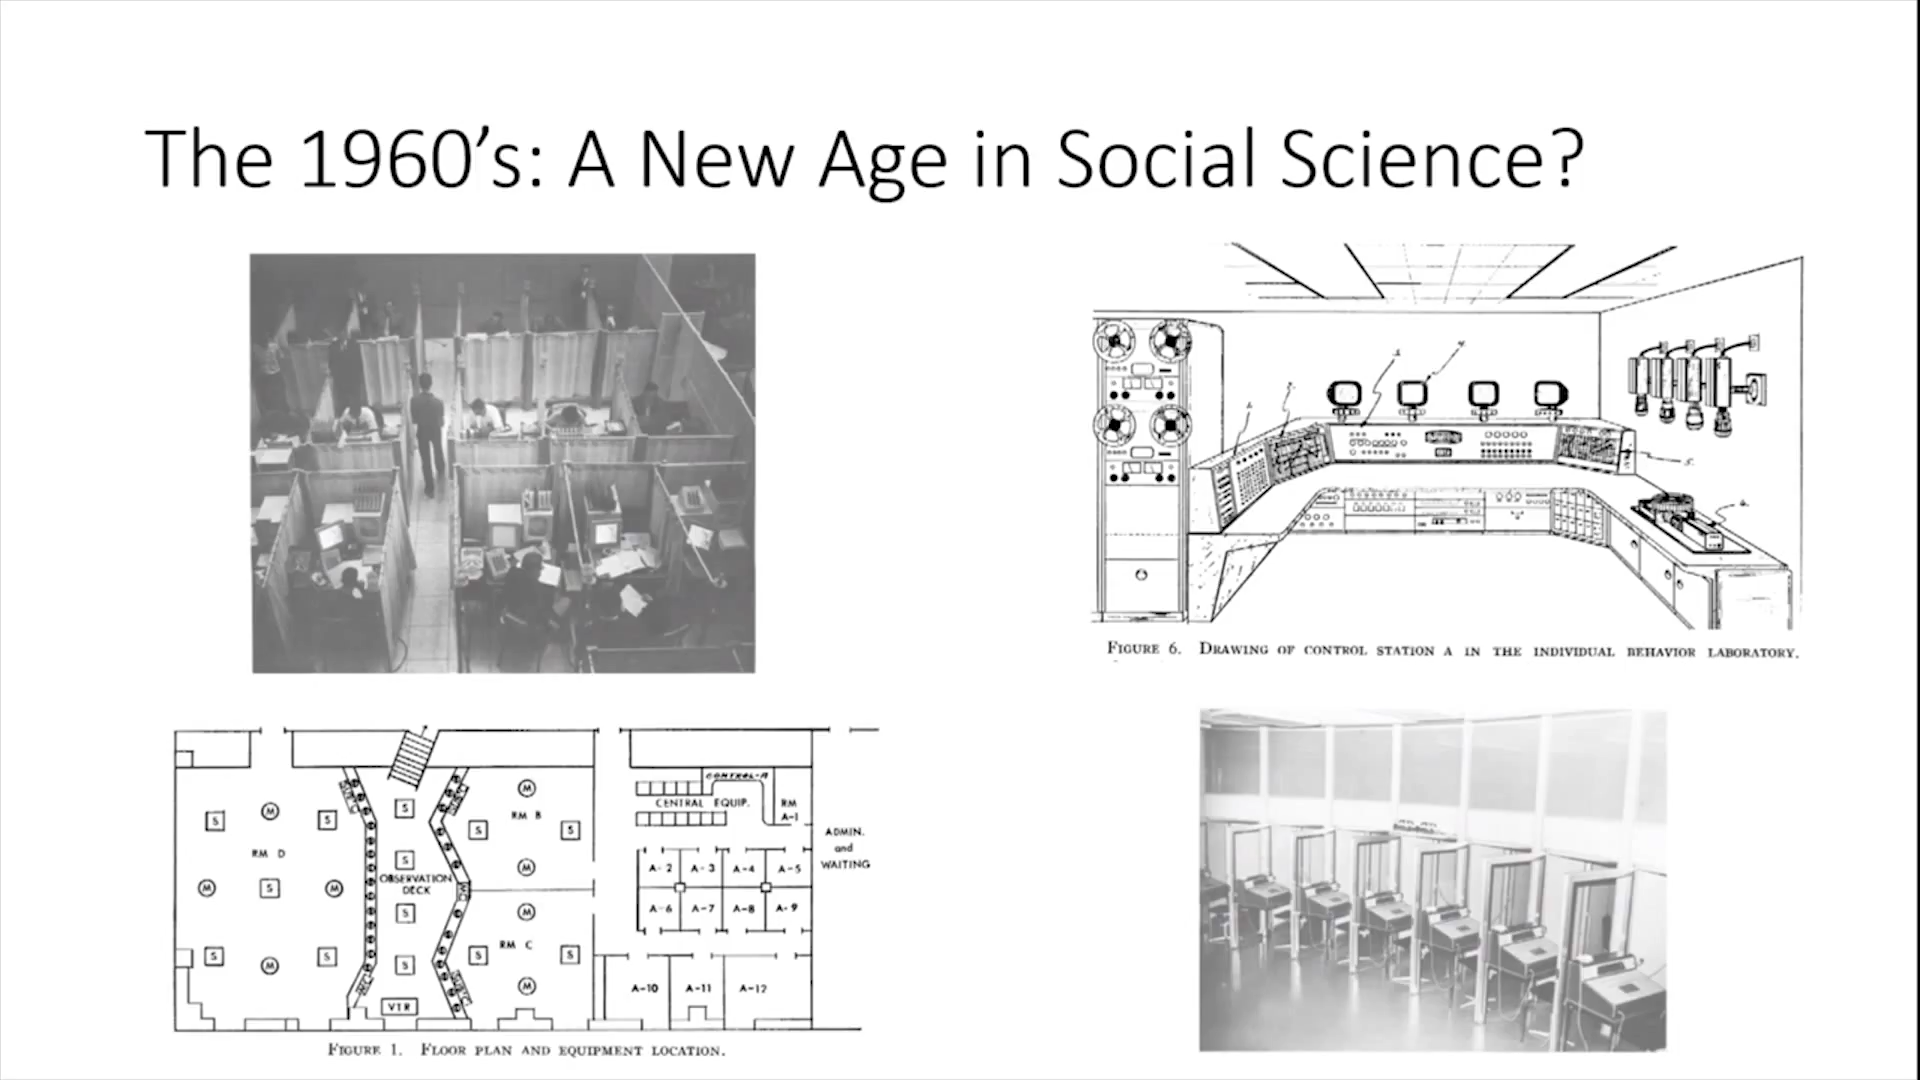 The 1960’s: A New Age in Social Science?
FIGURE 6. DRAWING OF CONTROL STATION A IN THE INDIVIDUAL BEHAVIOR LABORATORY.
CONTROL-A
CENTRAL EQUIP.
RM
A-1
RM B
RM D
ADMIN.
and
WAITING
OBSERVATION
DECK
A-2 A-3 A-4 A-5
A-6 A-7 A-8 A-9
RM C
A-10 A-11 A-12
VTR
S
M
FIGURE 1. FLOOR PLAN AND EQUIPMENT LOCATION.